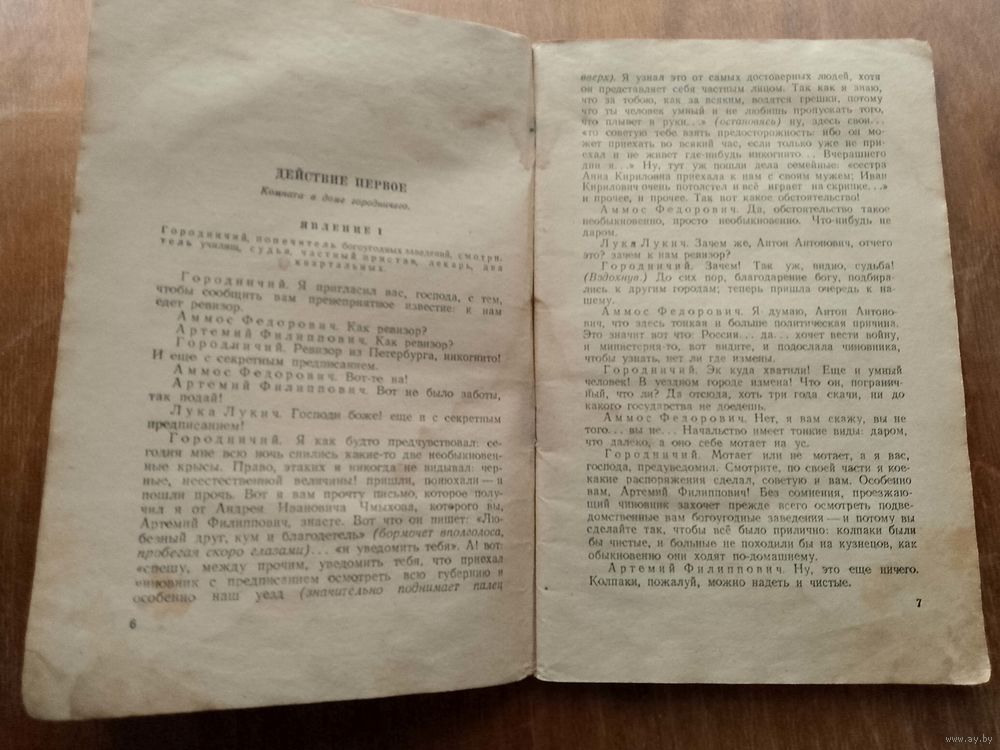 ДЕЙСТВИЕ ПЕРВОЕ
Комната в доме городничего.
ЯВЛЕНИЕ I
Городничий, попечитель богоугодных заведений, смотри-
тель училищ, судья, частный пристав, лекарь, два
квартальных.
Городничий. Я пригласил вас, господа, с тем,
чтобы сообщить вам пренеприятное известие: к нам
едет ревизор.
Аммос Федорович. Как ревизор?
Артемий Филиппович. Как ревизор?
Городничий. Ревизор из Петербурга, инкогнито!
И еще с секретным предписанием.
Аммос Федорович. Вот-те на!
Артемий Филиппович. Вот не было заботы,
так подай!
Лука Лукич. Господи боже! еще и с секретным
предписанием!
Городничий. Я как будто предчувствовал: се-
годня мне всю ночь снились какие-то две необыкновен-
ные крысы. Право, этаких я никогда не видывал: чер-
ные, неестественной величины! пришли, понюхали — и
пошли прочь. Вот я вам прочту письмо, которое полу-
чил я от Андрея Ивановича Чмыхова, которого вы,
Артемий Филиппович, знаете. Вот что он пишет: «Лю-
безный друг, кум и благодетель» (бормочет вполголоса,
пробегая скоро глазами)... «и уведомить тебя». А! вот:
«спешу, между прочим, уведомить тебя, что приехал
чиновник с предписанием осмотреть всю губернию и
особенно наш уезд (значительно поднимает палец
6
вверх). Я узнал это от самых достоверных людей, хотя
он представляет себя частным лицом. Так как я знаю,
что за тобою, как за всяким, водятся грешки, потому
что ты человек умный и не любишь пропускать того,
что плывет в руки...» (остановясь) ну, здесь свои...
«то советую тебе взять предосторожность: ибо он мо-
жет приехать во всякий час, если только уже не при-
ехал и не живет где-нибудь инкогнито... Вчерашнего
дни я...» Ну, тут уж пошли дела семейные: «сестра
Анна Кириловна приехала к нам с своим мужем; Иван
Кирилович очень потолстел и всё играет на скрипке...»
и прочее, и прочее. Так вот какое обстоятельство!
Аммос Федорович. Да, обстоятельство такое
необыкновенно, просто необыкновенно. Что-нибудь не
даром.
Лука Лукич. Зачем же, Антон Антонович, отчего
это? зачем к нам ревизор?
Городничий. Зачем! Так уж, видно, судьба!
(Вздохнув.) До сих пор, благодарение богу, подбира-
лись к другим городам; теперь пришла очередь к на-
шему.
Аммос Федорович. Я думаю, Антон Антоно-
вич, что здесь тонкая и больше политическая причина.
Это значит вот что: Россия... да... хочет вести войну,
и министерия-то, вот видите, и подослала чиновника,
чтобы узнать, нет ли где измены.
Городничий. Эк куда хватили! Еще и умный
человек! В уездном городе измена! Что он, погранич-
ный, что ли? Да отсюда, хоть три года скачи, ни до
какого государства не доедешь.
Аммос Федорович. Нет, я вам скажу, вы не
того... вы не... Начальство имеет тонкие виды: даром,
что далеко, а оно себе мотает на ус.
Городничий. Мотает или не мотает, а я вас,
господа, предуведомил. Смотрите, по своей части я кое-
какие распоряжения сделал, советую и вам. Особенно
вам, Артемий Филиппович! Без сомнения, проезжаю-
щий чиновник захочет прежде всего осмотреть подве-
домственные вам богоугодные заведения — и потому вы
сделайте так, чтобы всё было прилично: колпаки были
бы чистые, и больные не походили бы на кузнецов, как
обыкновенно они ходят по-домашнему.
Артемий Филиппович. Ну, это еще ничего.
Колпаки, пожалуй, можно надеть и чистые.
7
www.ay.by